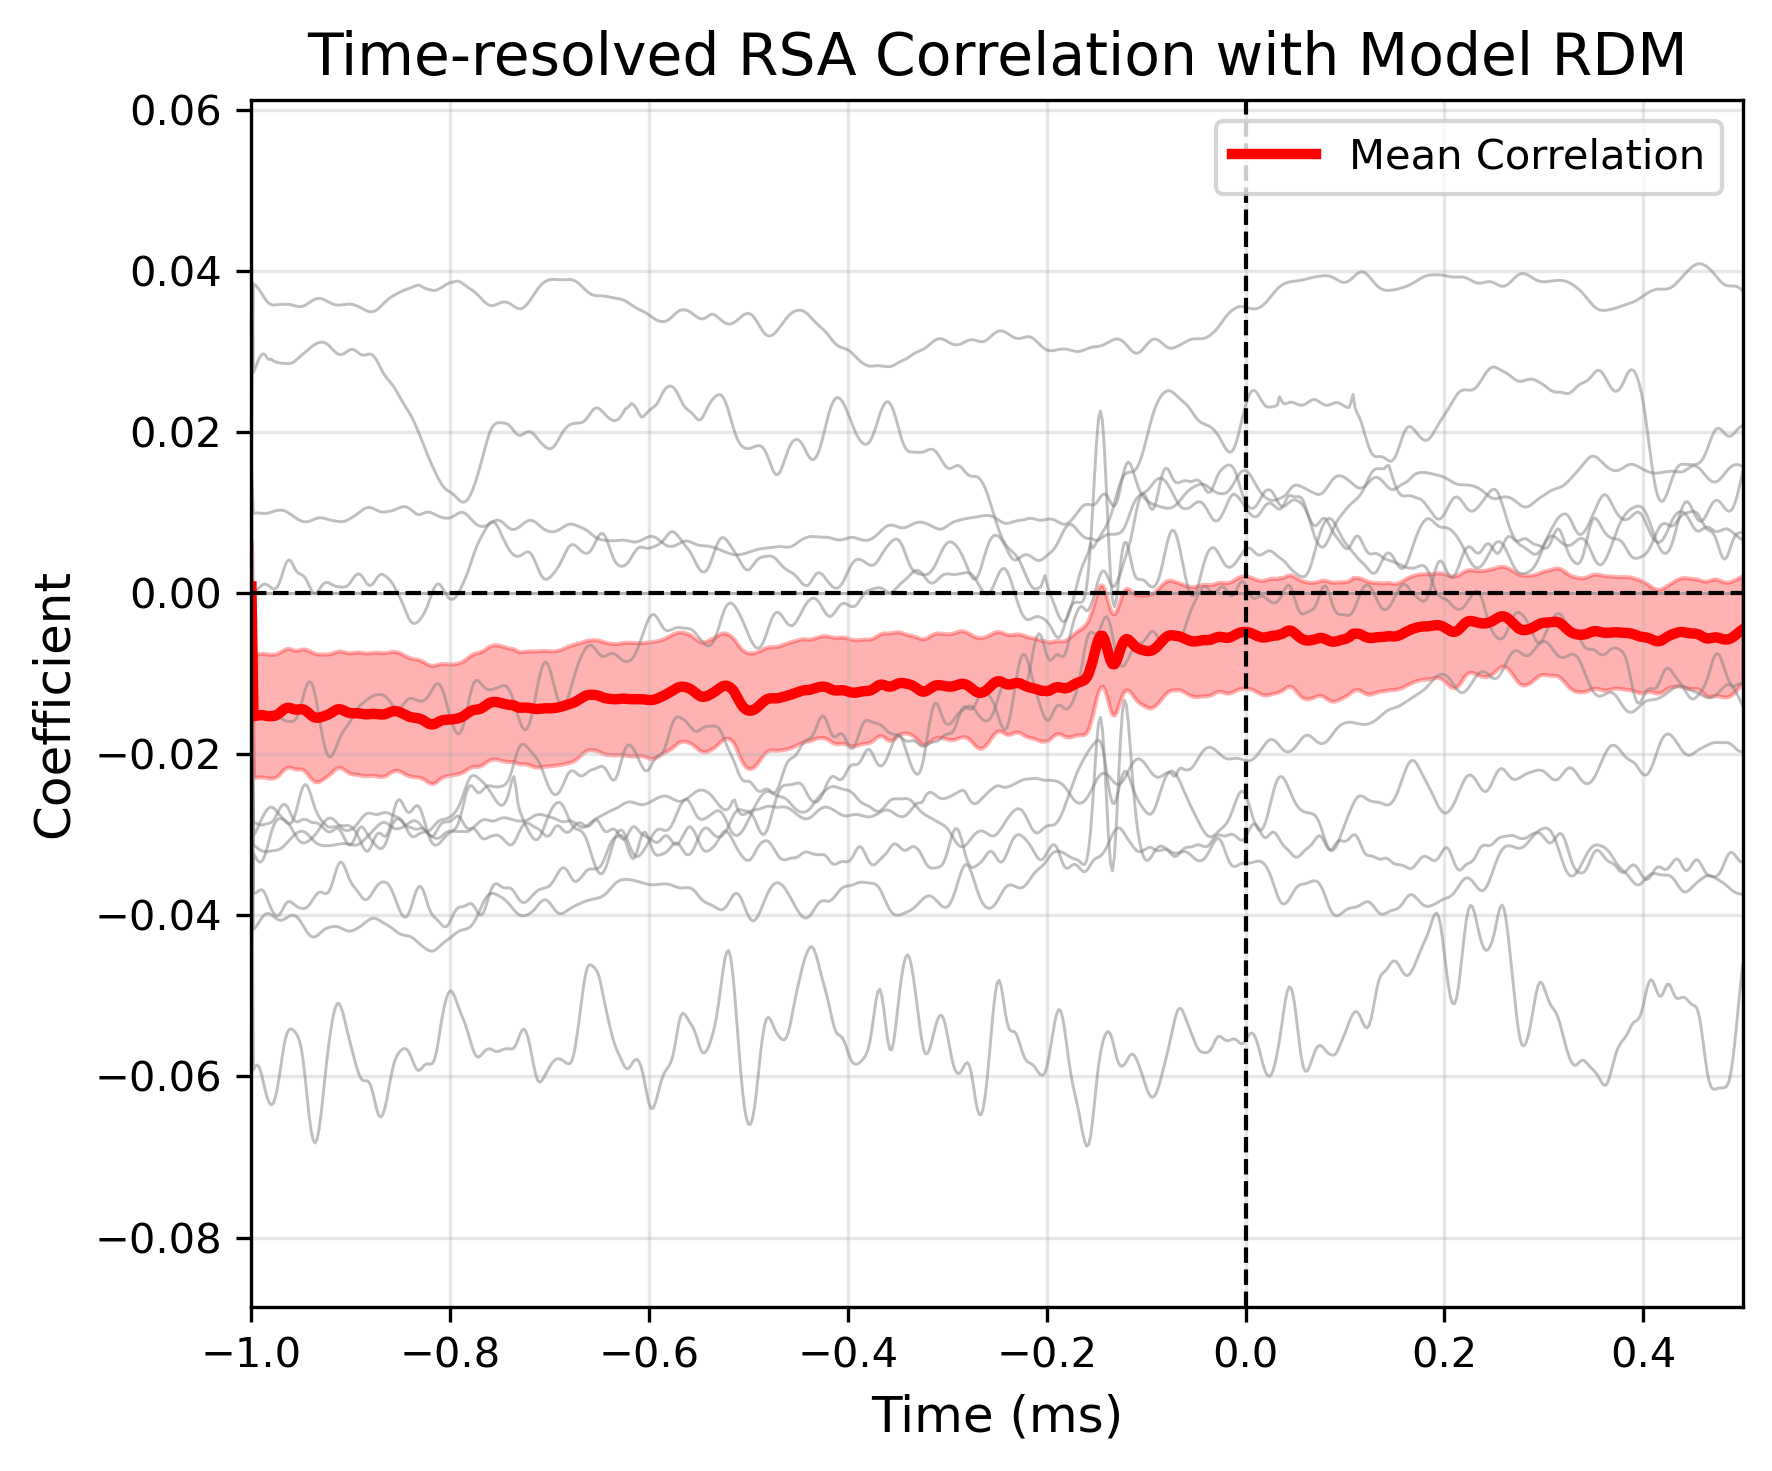 Time-resolved RSA Correlation with Model RDM
Mean Correlation
0.06
0.04
0.02
0.00
−0.02
−0.04
−0.06
−0.08
Coefficient
−1.0 −0.8 −0.6 −0.4 −0.2 0.0 0.2 0.4
Time (ms)